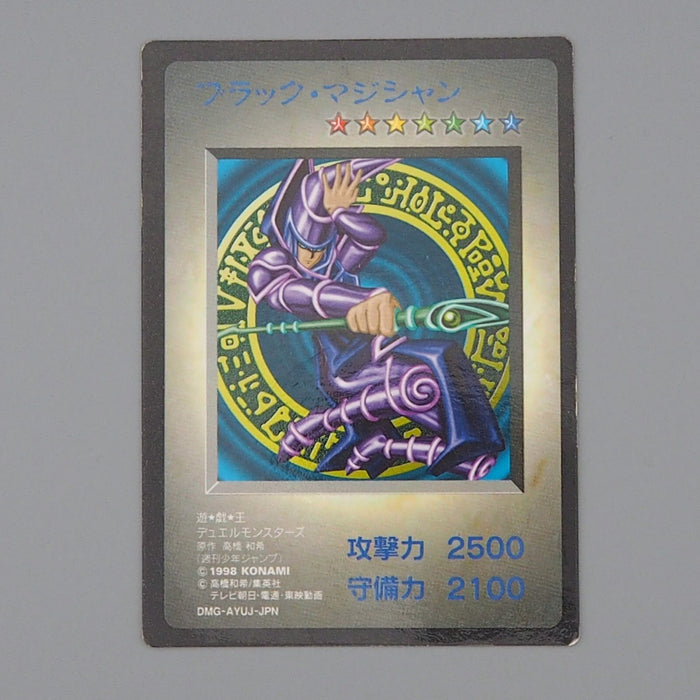 ブラック・マジシャン
攻撃力 2500
守備力 2100
遊★戯★王
デュエルモンスターズ
原作 高橋 和希
(週刊少年ジャンプ)
© 1998 KONAMI
© 高橋和希/集英社
テレビ朝日・電通・東映動画
DMG-AYUJ-JPN